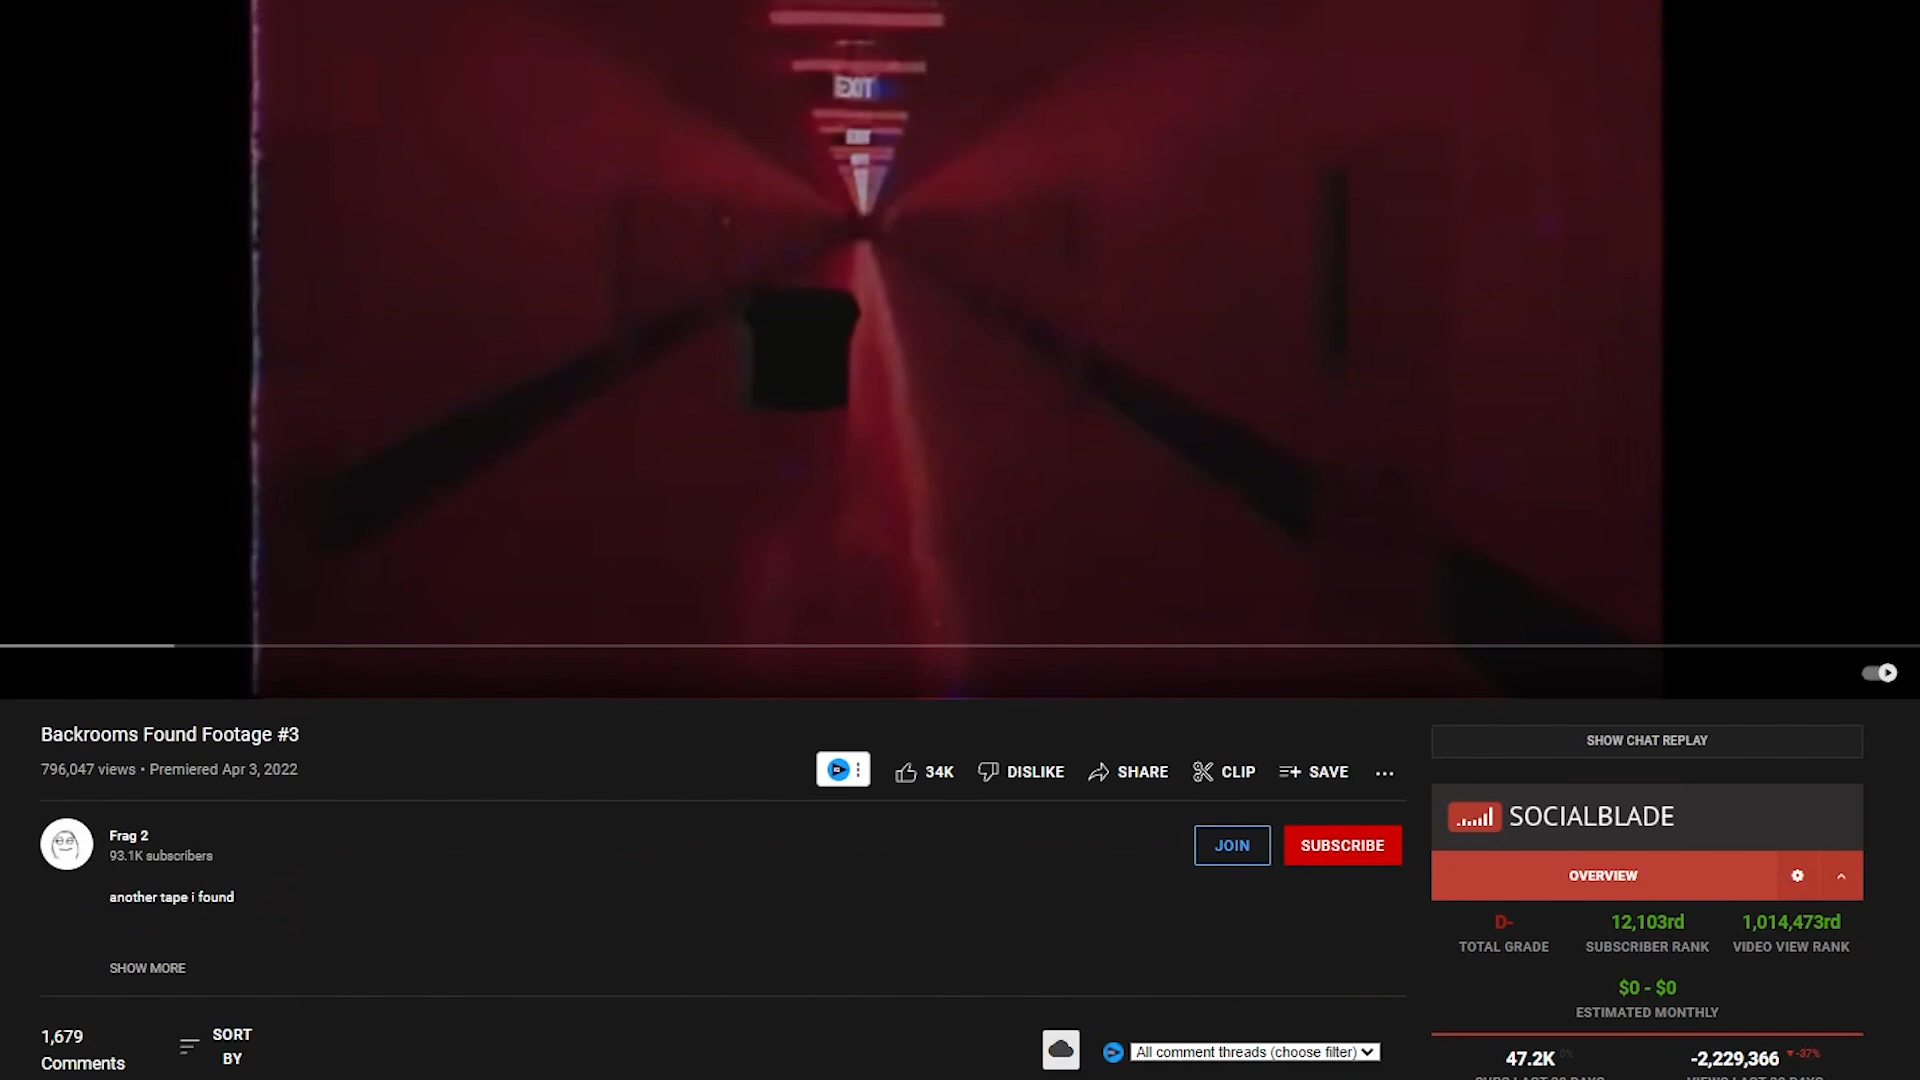 EXIT
Backrooms Found Footage #3
796,047 views • Premiered Apr 3, 2022
34K DISLIKE SHARE CLIP SAVE ...
Frag 2
93.1K subscribers
JOIN SUBSCRIBE
another tape i found
SHOW MORE
1,679
Comments
SORT
BY
All comment threads (choose filter)
SHOW CHAT REPLAY
SOCIALBLADE
OVERVIEW
D- 12,103rd 1,014,473rd
TOTAL GRADE SUBSCRIBER RANK VIDEO VIEW RANK
$0 - $0
ESTIMATED MONTHLY
47.2K 0% -2,229,366 ▼-37%